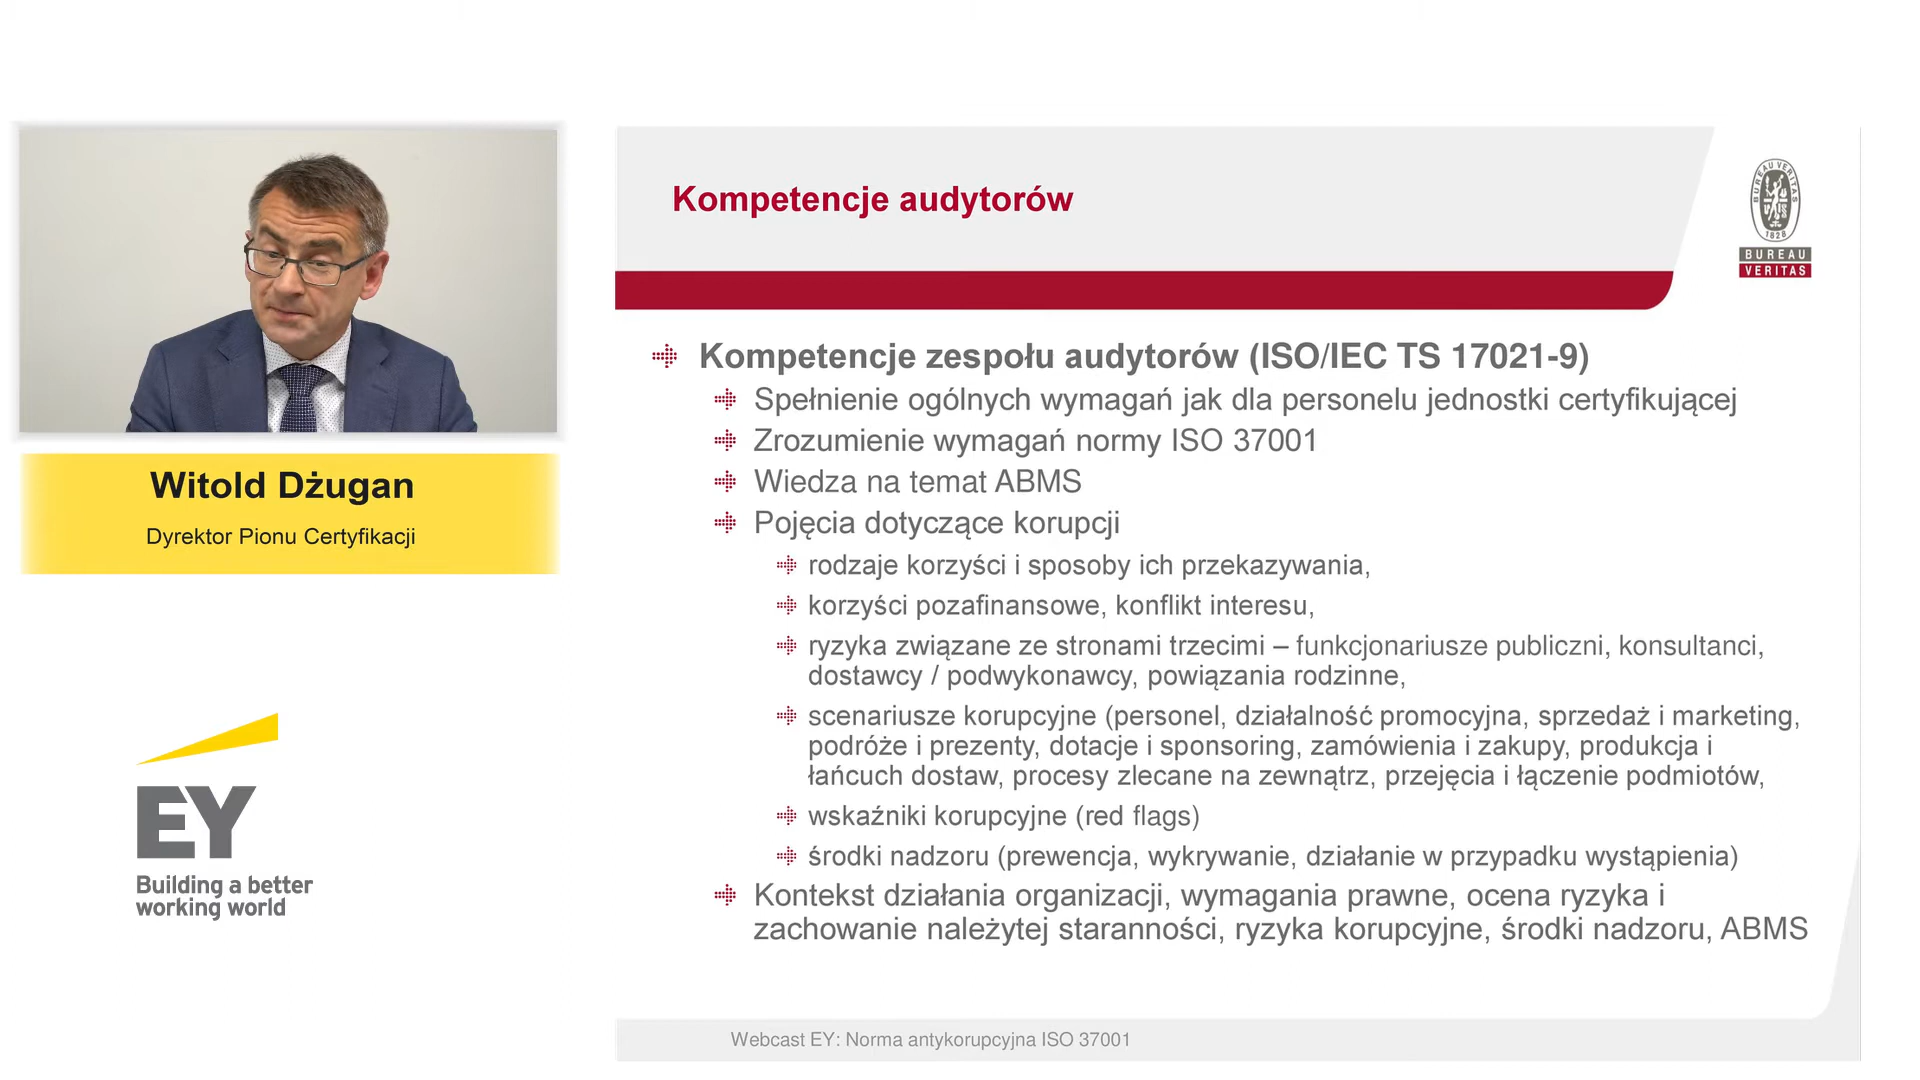 Kompetencje audytorów
BUREAU VERITAS
1828
BUREAU
VERITAS
Kompetencje zespołu audytorów (ISO/IEC TS 17021-9)
Spełnienie ogólnych wymagań jak dla personelu jednostki certyfikującej
Zrozumienie wymagań normy ISO 37001
Wiedza na temat ABMS
Pojęcia dotyczące korupcji
rodzaje korzyści i sposoby ich przekazywania,
korzyści pozafinansowe, konflikt interesu,
ryzyka związane ze stronami trzecimi – funkcjonariusze publiczni, konsultanci,
dostawcy / podwykonawcy, powiązania rodzinne,
scenariusze korupcyjne (personel, działalność promocyjna, sprzedaż i marketing,
podróże i prezenty, dotacje i sponsoring, zamówienia i zakupy, produkcja i
łańcuch dostaw, procesy zlecane na zewnątrz, przejęcia i łączenie podmiotów,
wskaźniki korupcyjne (red flags)
środki nadzoru (prewencja, wykrywanie, działanie w przypadku wystąpienia)
Kontekst działania organizacji, wymagania prawne, ocena ryzyka i
zachowanie należytej staranności, ryzyka korupcyjne, środki nadzoru, ABMS
Witold Dżugan
Dyrektor Pionu Certyfikacji
EY
Building a better
working world
Webcast EY: Norma antykorupcyjna ISO 37001